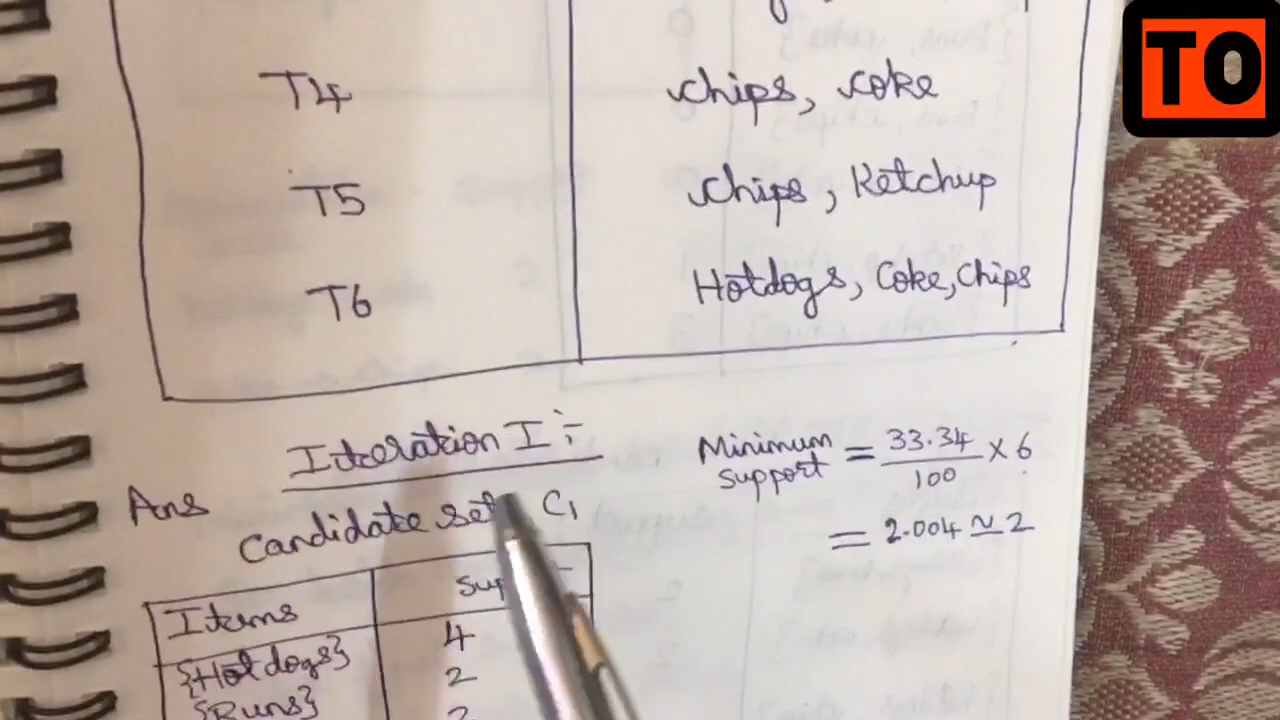 TO
T4 chips, coke
T5 chips, Ketchup
T6 Hotdogs, Coke, Chips
Iteration I :-
Minimum support = 33.34/100 × 6
= 2.004 ≃ 2
Ans
Candidate set C1
Items
{Hotdogs} 4
{Buns} 2